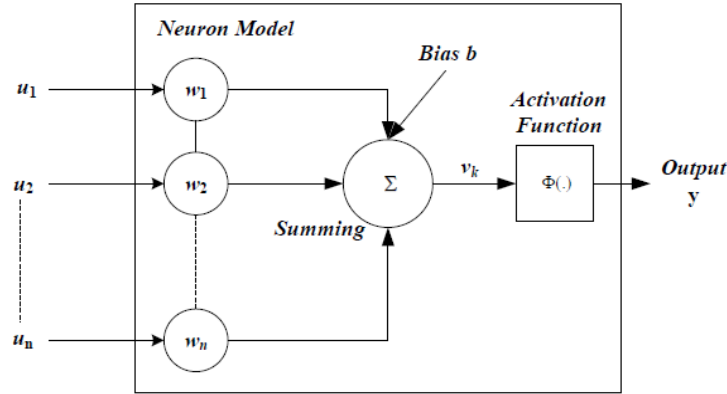 Neuron Model
Bias b
u1
w1
Activation
Function
u2
w2
Σ
vk
Φ(.)
Output
y
Summing
un
wn